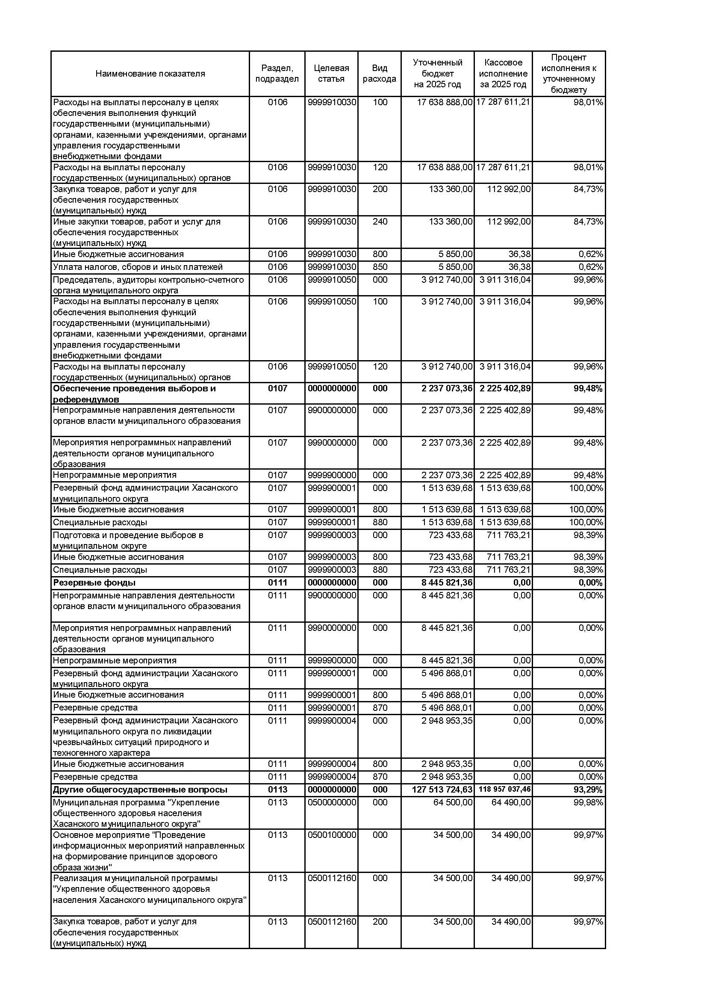 Наименование показателя
Раздел,
подраздел
Целевая
статья
Вид
расхода
Уточненный
бюджет
на 2025 год
Кассовое
исполнение
за 2025 год
Процент
исполнения к
уточненному
бюджету
Расходы на выплаты персоналу в целях 0106 9999910030 100 17 638 888,00 17 287 611,21 98,01%
обеспечения выполнения функций
государственными (муниципальными)
органами, казенными учреждениями, органами
управления государственными
внебюджетными фондами
Расходы на выплаты персоналу 0106 9999910030 120 17 638 888,00 17 287 611,21 98,01%
государственных (муниципальных) органов
Закупка товаров, работ и услуг для 0106 9999910030 200 133 360,00 112 992,00 84,73%
обеспечения государственных
(муниципальных) нужд
Иные закупки товаров, работ и услуг для 0106 9999910030 240 133 360,00 112 992,00 84,73%
обеспечения государственных
(муниципальных) нужд
Иные бюджетные ассигнования 0106 9999910030 800 5 850,00 36,38 0,62%
Уплата налогов, сборов и иных платежей 0106 9999910030 850 5 850,00 36,38 0,62%
Председатель, аудиторы контрольно-счетного 0106 9999910050 000 3 912 740,00 3 911 316,04 99,96%
органа муниципального округа
Расходы на выплаты персоналу в целях 0106 9999910050 100 3 912 740,00 3 911 316,04 99,96%
обеспечения выполнения функций
государственными (муниципальными)
органами, казенными учреждениями, органами
управления государственными
внебюджетными фондами
Расходы на выплаты персоналу 0106 9999910050 120 3 912 740,00 3 911 316,04 99,96%
государственных (муниципальных) органов
Обеспечение проведения выборов и 0107 0000000000 000 2 237 073,36 2 225 402,89 99,48%
референдумов
Непрограммные направления деятельности 0107 9900000000 000 2 237 073,36 2 225 402,89 99,48%
органов власти муниципального образования
Мероприятия непрограммных направлений 0107 9990000000 000 2 237 073,36 2 225 402,89 99,48%
деятельности органов муниципального
образования
Непрограммные мероприятия 0107 9999900000 000 2 237 073,36 2 225 402,89 99,48%
Резервный фонд администрации Хасанского 0107 9999900001 000 1 513 639,68 1 513 639,68 100,00%
муниципального округа
Иные бюджетные ассигнования 0107 9999900001 800 1 513 639,68 1 513 639,68 100,00%
Специальные расходы 0107 9999900001 880 1 513 639,68 1 513 639,68 100,00%
Подготовка и проведение выборов в 0107 9999900003 000 723 433,68 711 763,21 98,39%
муниципальном округе
Иные бюджетные ассигнования 0107 9999900003 800 723 433,68 711 763,21 98,39%
Специальные расходы 0107 9999900003 880 723 433,68 711 763,21 98,39%
Резервные фонды 0111 0000000000 000 8 445 821,36 0,00 0,00%
Непрограммные направления деятельности 0111 9900000000 000 8 445 821,36 0,00 0,00%
органов власти муниципального образования
Мероприятия непрограммных направлений 0111 9990000000 000 8 445 821,36 0,00 0,00%
деятельности органов муниципального
образования
Непрограммные мероприятия 0111 9999900000 000 8 445 821,36 0,00 0,00%
Резервный фонд администрации Хасанского 0111 9999900001 000 5 496 868,01 0,00 0,00%
муниципального округа
Иные бюджетные ассигнования 0111 9999900001 800 5 496 868,01 0,00 0,00%
Резервные средства 0111 9999900001 870 5 496 868,01 0,00 0,00%
Резервный фонд администрации Хасанского 0111 9999900004 000 2 948 953,35 0,00 0,00%
муниципального округа по ликвидации
чрезвычайных ситуаций природного и
техногенного характера
Иные бюджетные ассигнования 0111 9999900004 800 2 948 953,35 0,00 0,00%
Резервные средства 0111 9999900004 870 2 948 953,35 0,00 0,00%
Другие общегосударственные вопросы 0113 0000000000 000 127 513 724,63 118 957 037,46 93,29%
Муниципальная программа "Укрепление 0113 0500000000 000 64 500,00 64 490,00 99,98%
общественного здоровья населения
Хасанского муниципального округа"
Основное мероприятие "Проведение 0113 0500100000 000 34 500,00 34 490,00 99,97%
информационных мероприятий направленных
на формирование принципов здорового
образа жизни"
Реализация муниципальной программы 0113 0500112160 000 34 500,00 34 490,00 99,97%
"Укрепление общественного здоровья
населения Хасанского муниципального округа"
Закупка товаров, работ и услуг для 0113 0500112160 200 34 500,00 34 490,00 99,97%
обеспечения государственных
(муниципальных) нужд